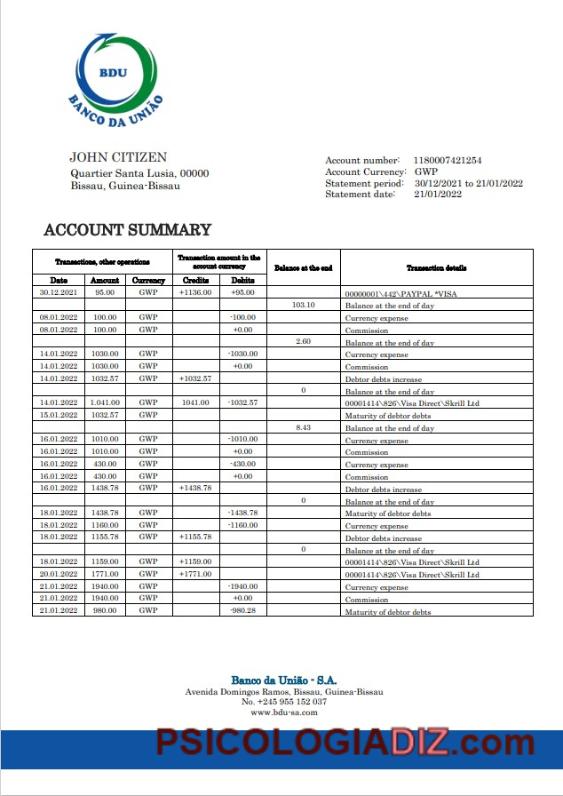 BDU
BANCO DA UNIÃO
JOHN CITIZEN
Quartier Santa Lusia, 00000
Bissau, Guinea-Bissau
Account number: 1180007421254
Account Currency: GWP
Statement period: 30/12/2021 to 21/01/2022
Statement date: 21/01/2022
ACCOUNT SUMMARY
Transactions, other operations Transaction amount in the account currency Balance at the end Transaction details
Date Amount Currency Credits Debits
30.12.2021 95.00 GWP +1136.00 +95.00 00000001\442\PAYPAL *VISA
103.10 Balance at the end of day
08.01.2022 100.00 GWP -100.00 Currency expense
08.01.2022 100.00 GWP +0.00 Commission
2.60 Balance at the end of day
14.01.2022 1030.00 GWP -1030.00 Currency expense
14.01.2022 1030.00 GWP +0.00 Commission
14.01.2022 1032.57 GWP +1032.57 Debtor debts increase
0 Balance at the end of day
14.01.2022 1.041.00 GWP 1041.00 -1032.57 00001414\826\Visa Direct\Skrill Ltd
15.01.2022 1032.57 GWP Maturity of debtor debts
8.43 Balance at the end of day
16.01.2022 1010.00 GWP -1010.00 Currency expense
16.01.2022 1010.00 GWP +0.00 Commission
16.01.2022 430.00 GWP -430.00 Currency expense
16.01.2022 430.00 GWP +0.00 Commission
16.01.2022 1438.78 GWP +1438.78 Debtor debts increase
0 Balance at the end of day
18.01.2022 1438.78 GWP -1438.78 Maturity of debtor debts
18.01.2022 1160.00 GWP -1160.00 Currency expense
18.01.2022 1155.78 GWP +1155.78 Debtor debts increase
0 Balance at the end of day
18.01.2022 1159.00 GWP +1159.00 00001414\826\Visa Direct\Skrill Ltd
20.01.2022 1771.00 GWP +1771.00 00001414\826\Visa Direct\Skrill Ltd
21.01.2022 1940.00 GWP -1940.00 Currency expense
21.01.2022 1940.00 GWP +0.00 Commission
21.01.2022 980.00 GWP -980.28 Maturity of debtor debts
Banco da União - S.A.
Avenida Domingos Ramos, Bissau, Guinea-Bissau
No. +245 955 152 037
www.bdu-sa.com
PSICOLOGIADIZ.com